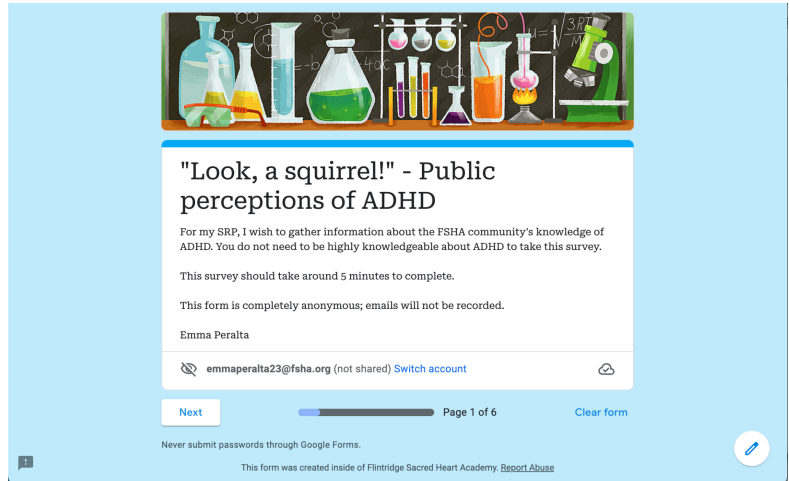 -b
4ac
u=
3RT
M
"Look, a squirrel!" - Public
perceptions of ADHD
For my SRP, I wish to gather information about the FSHA community's knowledge of
ADHD. You do not need to be highly knowledgeable about ADHD to take this survey.
This survey should take around 5 minutes to complete.
This form is completely anonymous; emails will not be recorded.
Emma Peralta
emmaperalta23@fsha.org (not shared) Switch account
Next
Page 1 of 6
Clear form
Never submit passwords through Google Forms.
This form was created inside of Flintridge Sacred Heart Academy. Report Abuse